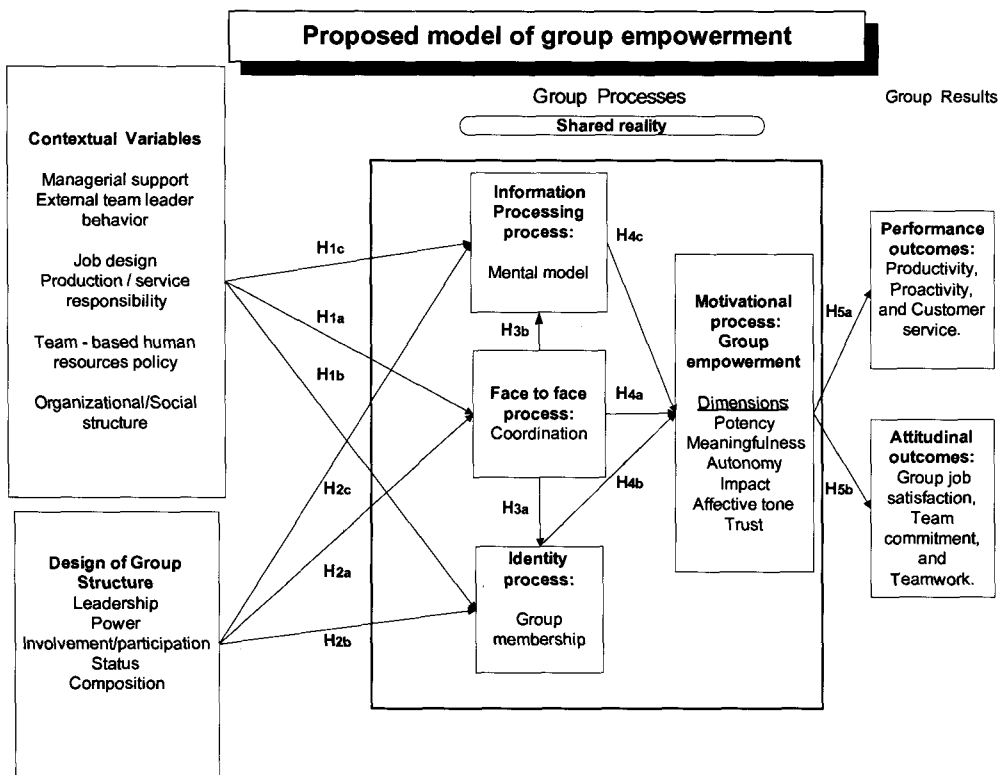 Proposed model of group empowerment
Group Processes
Group Results
Shared reality
Contextual Variables
Managerial support
External team leader
behavior
Job design
Production / service
responsibility
Team - based human
resources policy
Organizational/Social
structure
Design of Group
Structure
Leadership
Power
Involvement/participation
Status
Composition
H1c
H1a
H1b
H2c
H2a
H2b
Information
Processing
process:
Mental model
H3b
Face to face
process:
Coordination
H3a
Identity
process:
Group
membership
H4c
H4a
H4b
Motivational
process:
Group
empowerment
Dimensions:
Potency
Meaningfulness
Autonomy
Impact
Affective tone
Trust
H5a
H5b
Performance
outcomes:
Productivity,
Proactivity,
and Customer
service.
Attitudinal
outcomes:
Group job
satisfaction,
Team
commitment,
and
Teamwork.